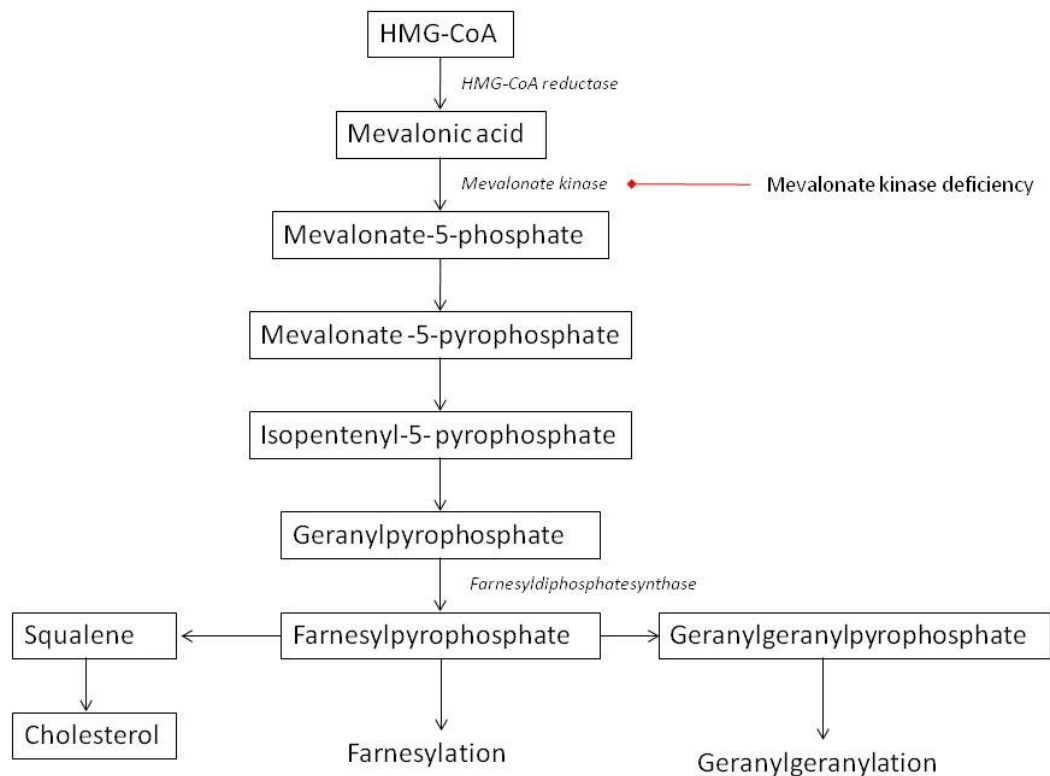 HMG-CoA
HMG-CoA reductase
Mevalonic acid
Mevalonate kinase
Mevalonate kinase deficiency
Mevalonate-5-phosphate
Mevalonate-5-pyrophosphate
Isopentenyl-5-pyrophosphate
Geranylpyrophosphate
Farnesyldiphosphatesynthase
Squalene
Farnesylpyrophosphate
Geranylgeranylpyrophosphate
Cholesterol
Farnesylation
Geranylgeranylation